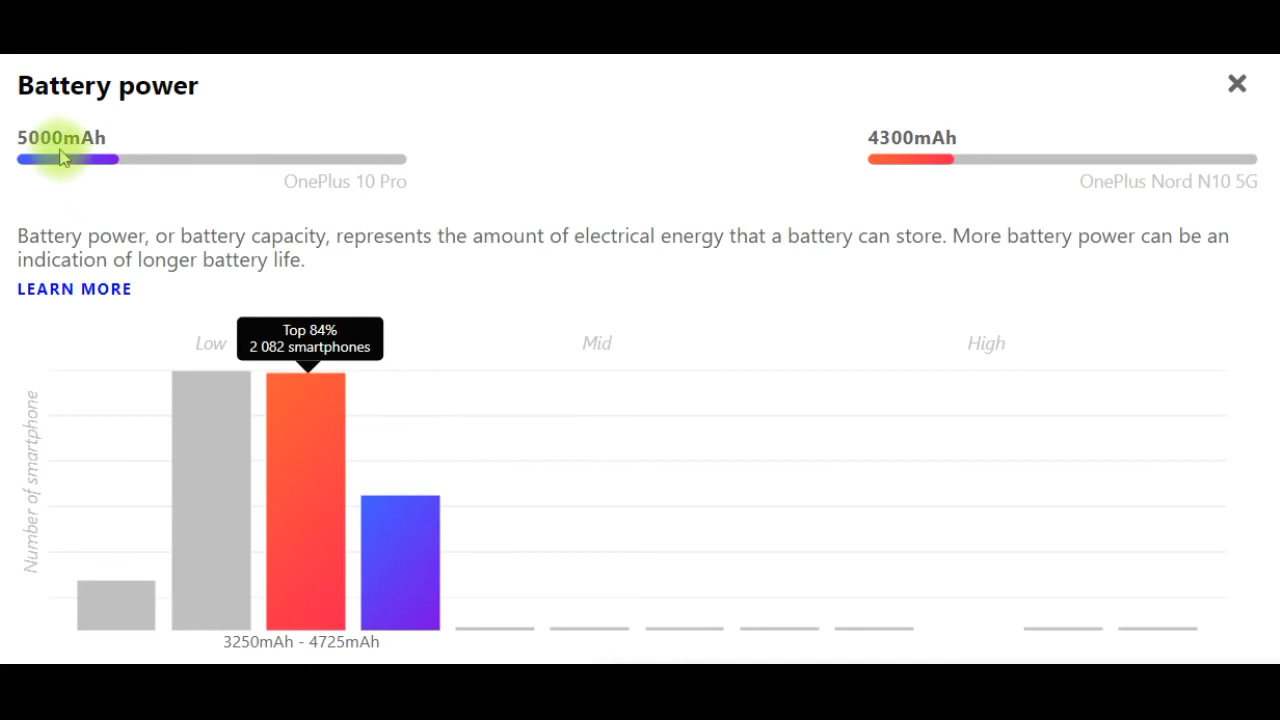 Battery power
5000mAh
4300mAh
OnePlus 10 Pro
OnePlus Nord N10 5G
Battery power, or battery capacity, represents the amount of electrical energy that a battery can store. More battery power can be an
indication of longer battery life.
LEARN MORE
Top 84%
2 082 smartphones
Low
Mid
High
Number of smartphone
3250mAh - 4725mAh